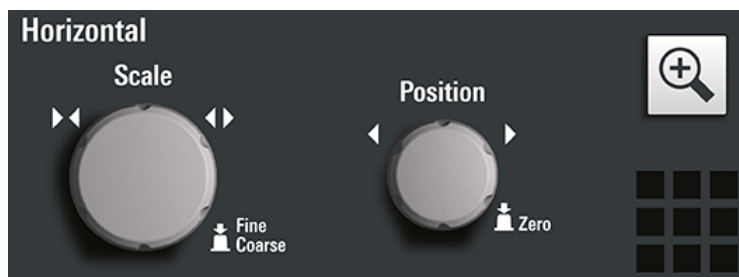 Horizontal
Scale
Position
Fine
Coarse
Zero